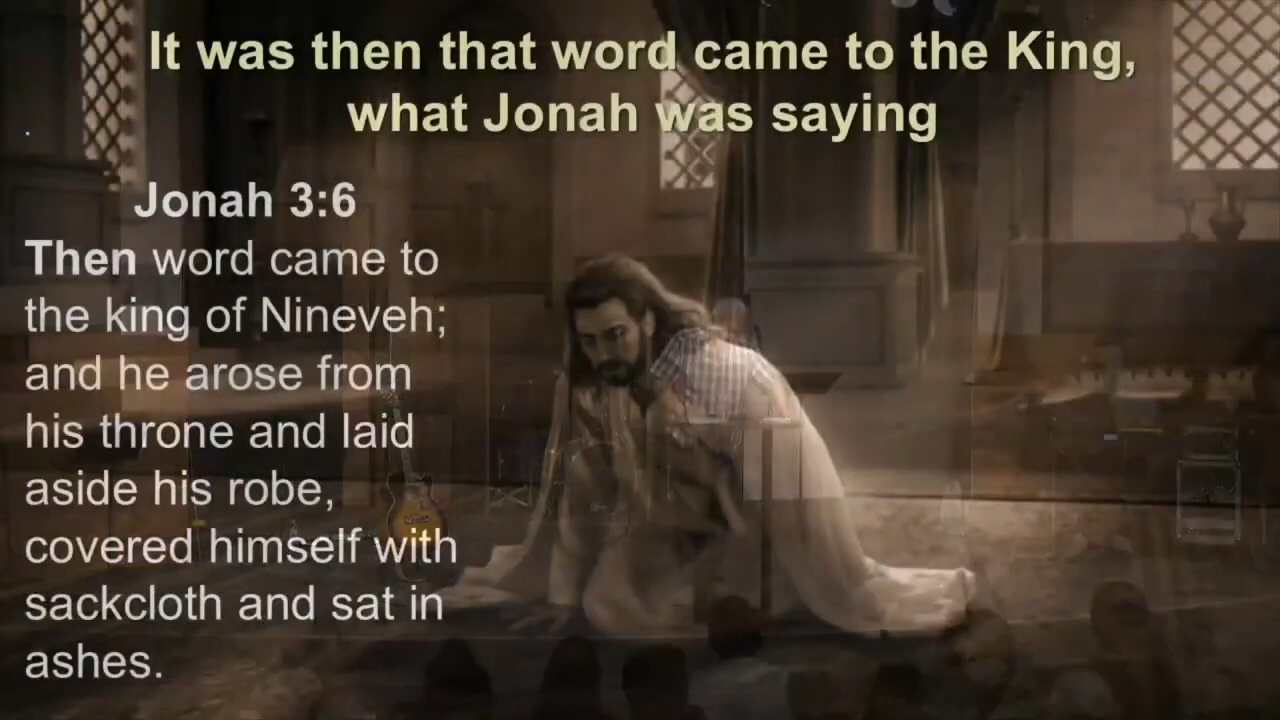 It was then that word came to the King,
what Jonah was saying
Jonah 3:6
Then word came to
the king of Nineveh;
and he arose from
his throne and laid
aside his robe,
covered himself with
sackcloth and sat in
ashes.